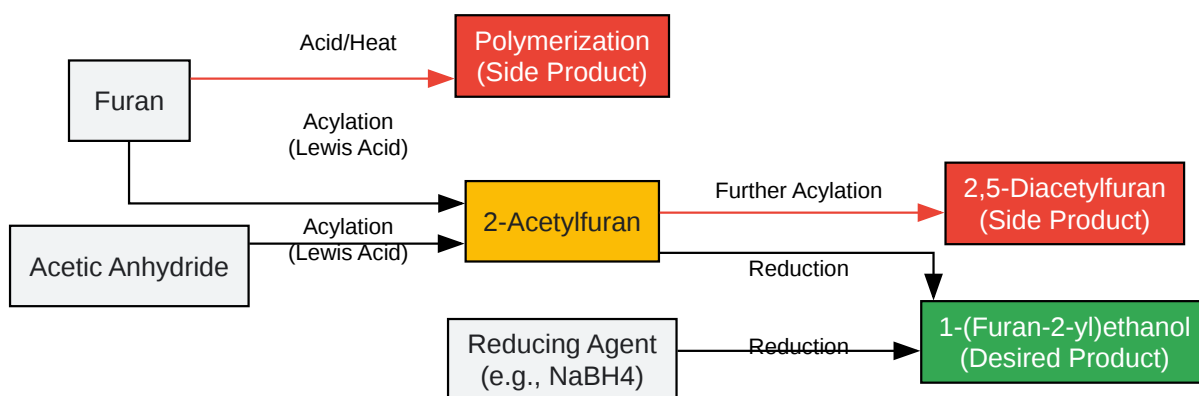 Acid/Heat
Polymerization
(Side Product)
Furan
Acylation
(Lewis Acid)
Acetic Anhydride
Acylation
(Lewis Acid)
2-Acetylfuran
Further Acylation
2,5-Diacetylfuran
(Side Product)
Reduction
Reducing Agent
(e.g., NaBH4)
Reduction
1-(Furan-2-yl)ethanol
(Desired Product)